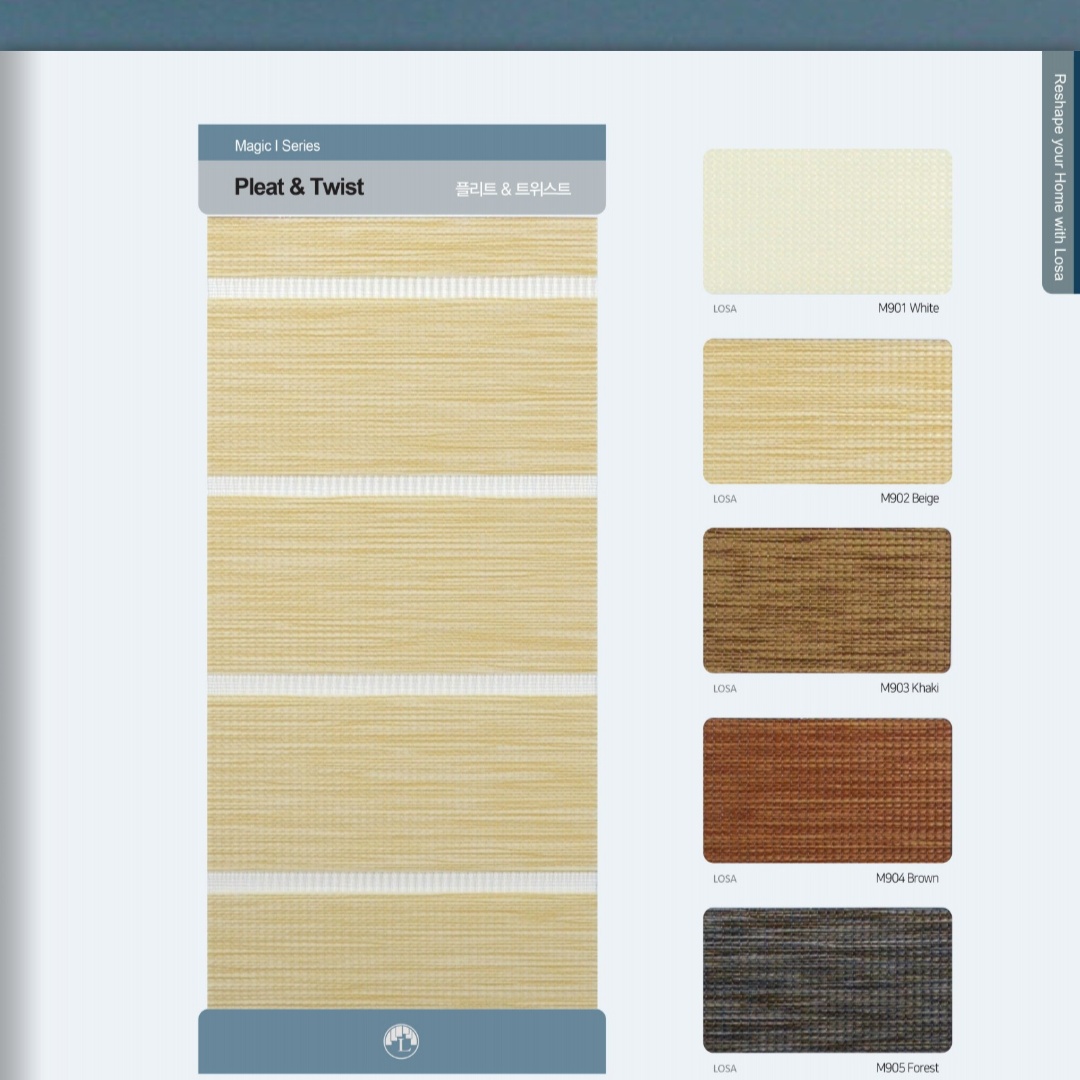 Reshape your Home with Losa
Magic I Series
Pleat & Twist
플리트 & 트위스트
LOSA
M901 White
LOSA
M902 Beige
LOSA
M903 Khaki
LOSA
M904 Brown
LOSA
M905 Forest
L